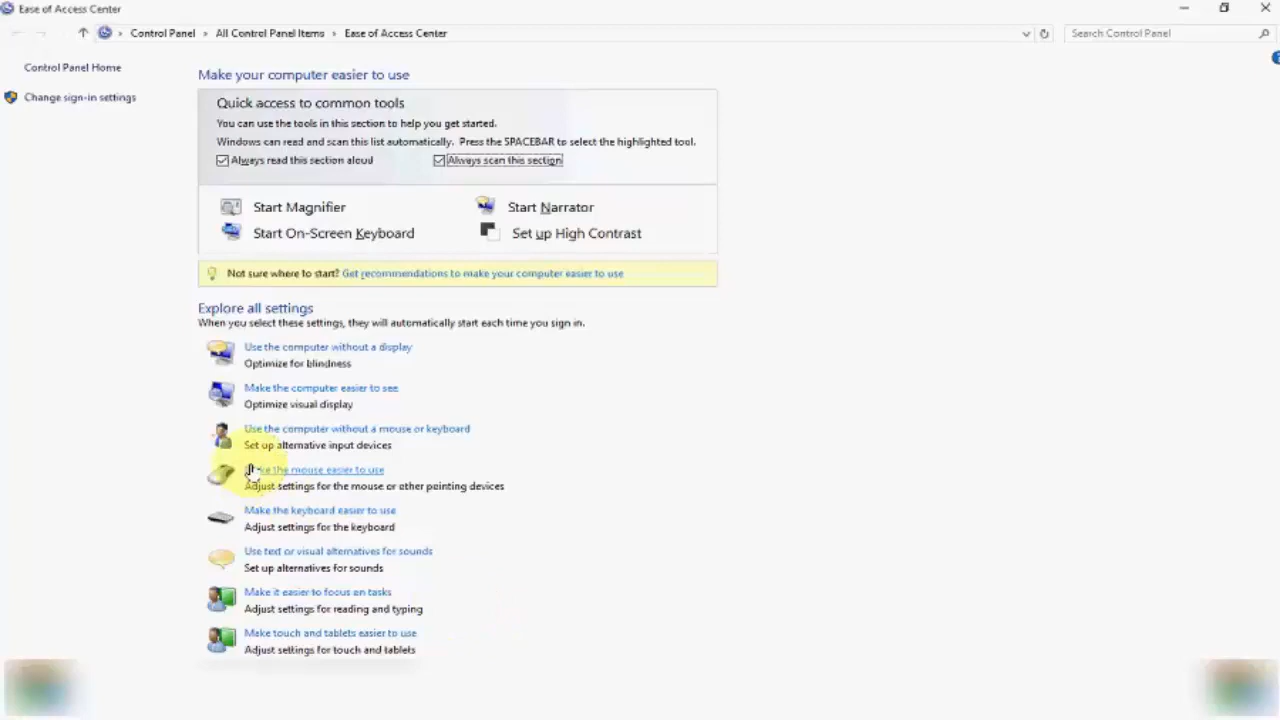 Ease of Access Center
Control Panel > All Control Panel Items > Ease of Access Center
Search Control Panel
Control Panel Home
Change sign-in settings
Make your computer easier to use
Quick access to common tools
You can use the tools in this section to help you get started.
Windows can read and scan this list automatically. Press the SPACEBAR to select the highlighted tool.
Always read this section aloud Always scan this section
Start Magnifier Start Narrator
Start On-Screen Keyboard Set up High Contrast
Not sure where to start? Get recommendations to make your computer easier to use
Explore all settings
When you select these settings, they will automatically start each time you sign in.
Use the computer without a display
Optimize for blindness
Make the computer easier to see
Optimize visual display
Use the computer without a mouse or keyboard
Set up alternative input devices
the mouse easier to use
Adjust settings for the mouse or other pointing devices
Make the keyboard easier to use
Adjust settings for the keyboard
Use text or visual alternatives for sounds
Set up alternatives for sounds
Make it easier to focus on tasks
Adjust settings for reading and typing
Make touch and tablets easier to use
Adjust settings for touch and tablets